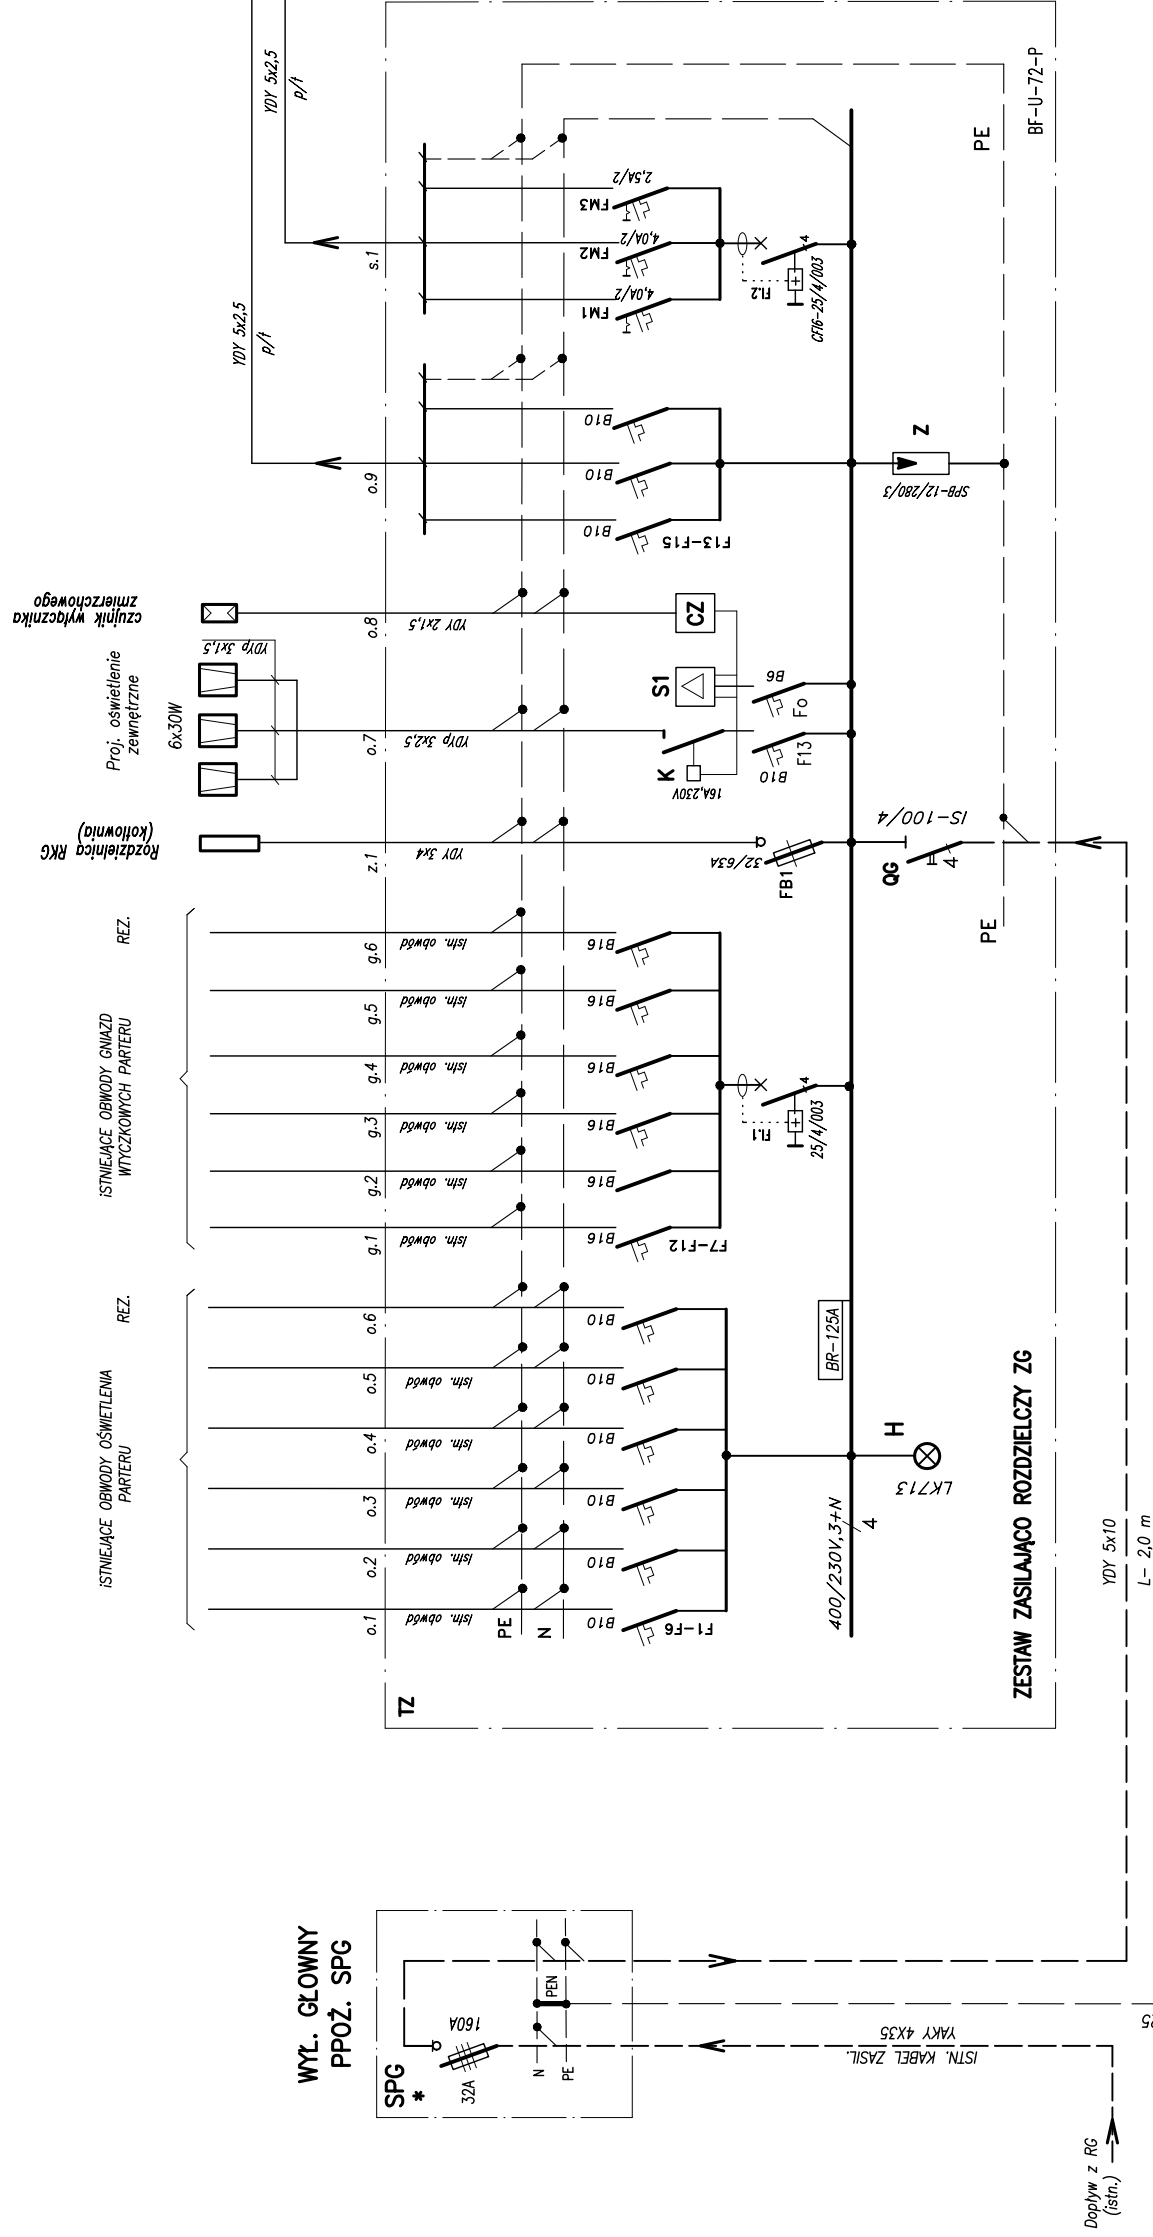 WYŁ. GŁOWNY
PPOŻ. SPG
SPG
*
32A
160A
N
PE
PEN
ISTN. KABEL ZASIL.
YAKY 4X35
Dopływ z RG
(istn.)
25
YDY 5x10
L- 2,0 m
TZ
ZESTAW ZASILAJĄCO ROZDZIELCZY ZG
BF-U-72-P
iSTNIEJĄCE OBWODY OŚWIETLENIA
PARTERU
REZ.
o.1
o.2
o.3
o.4
o.5
o.6
Istn. obwód
Istn. obwód
Istn. obwód
Istn. obwód
Istn. obwód
PE
N
B10
B10
B10
B10
B10
B10
F1-F6
400/230V,3+N
4
BR-125A
H
LK713
iSTNIEJĄCE OBWODY GNIAZD
WTYCZKOWYCH PARTERU
REZ.
g.1
g.2
g.3
g.4
g.5
g.6
Istn. obwód
Istn. obwód
Istn. obwód
Istn. obwód
Istn. obwód
Istn. obwód
B16
B16
B16
B16
B16
B16
F7-F12
FI.1
4
25/4/003
Rozdzielnica RKG
(kotłownia)
z.1
YDY 3x4
32/63A
FB1
QG
4
IS-100/4
PE
Proj. oświetlenie
zewnętrzne
6x30W
YDYp 3x1,5
o.7
YDYp 3x2,5
K
16A,230V
B10
F13
S1
B6
Fo
czujnik wyłącznika
zmierzchowego
o.8
YDY 2x1,5
CZ
YDY 5x2,5
p/t
o.9
B10
B10
B10
F13-F15
Z
SPB-12/280/3
YDY 5x2,5
p/t
s.1
FM1
4,0A/2
FM2
4,0A/2
FM3
2,5A/2
FI.2
4
CFI6-25/4/003
PE